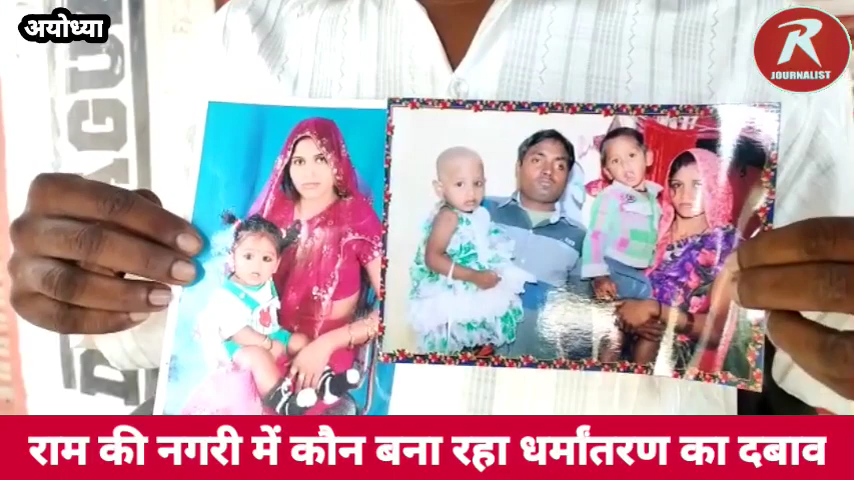 अयोध्या
R
JOURNALIST
राम की नगरी में कौन बना रहा धर्मांतरण का दबाव